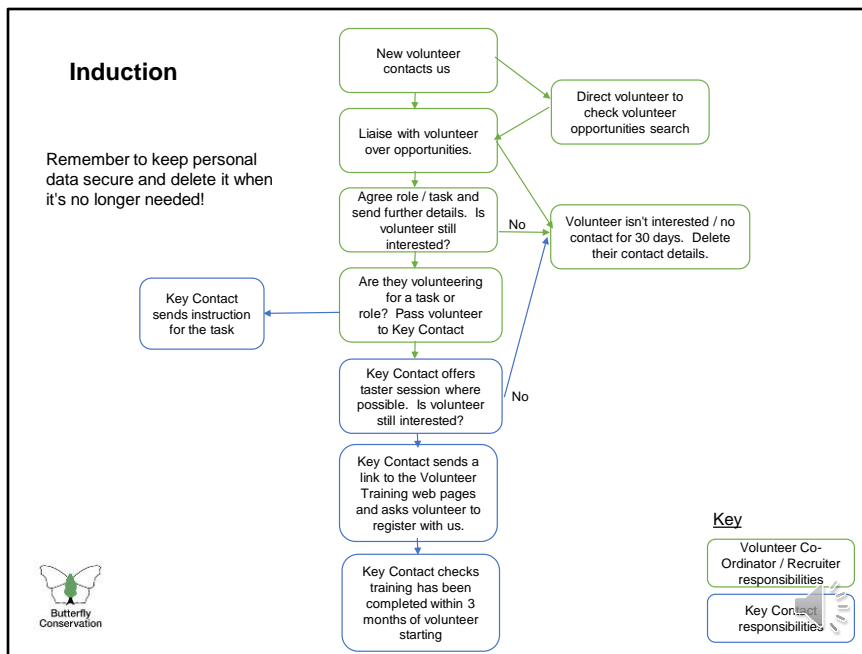 Induction
Remember to keep personal
data secure and delete it when
it's no longer needed!
New volunteer
contacts us
Direct volunteer to
check volunteer
opportunities search
Liaise with volunteer
over opportunities.
Agree role / task and
send further details.  Is
volunteer still
interested?
No
Volunteer isn't interested / no
contact for 30 days.  Delete
their contact details.
Are they volunteering
for a task or
role?  Pass volunteer
to Key Contact
Key Contact
sends instruction
for the task
Key Contact offers
taster session where
possible.  Is volunteer
still interested?
No
Key Contact sends a
link to the Volunteer
Training web pages
and asks volunteer to
register with us.
Key Contact checks
training has been
completed within 3
months of volunteer
starting
Key
Volunteer Co-
Ordinator / Recruiter
responsibilities
Key Contact
responsibilities
Butterfly
Conservation